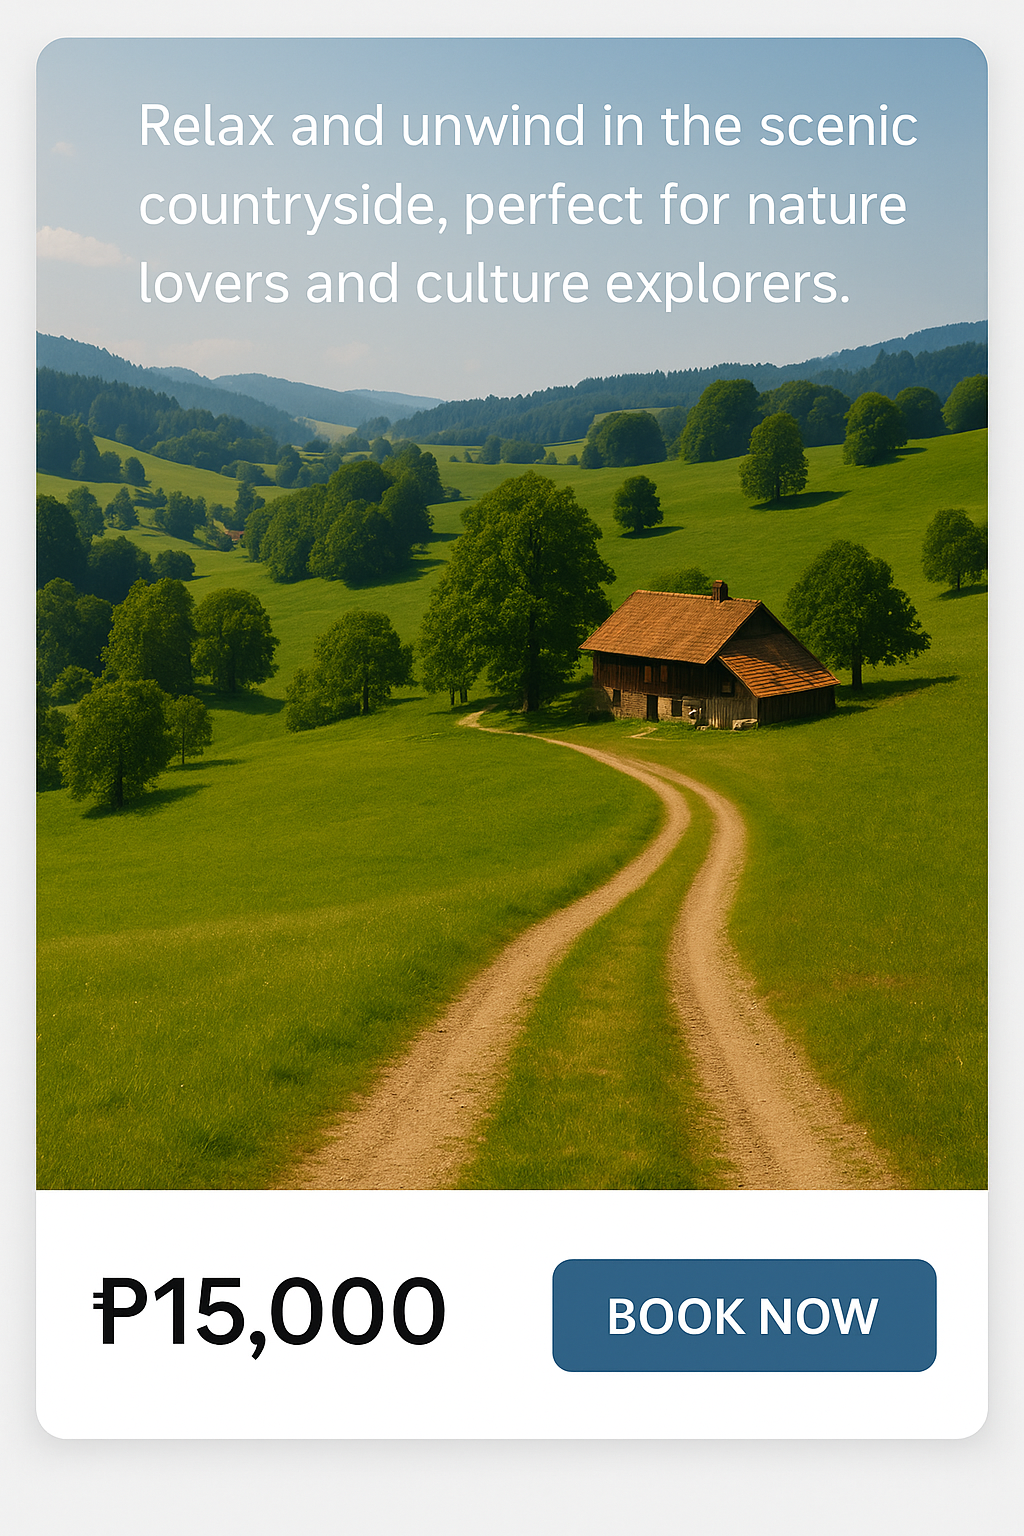 Relax and unwind in the scenic
countryside, perfect for nature
lovers and culture explorers.
₱15,000
BOOK NOW